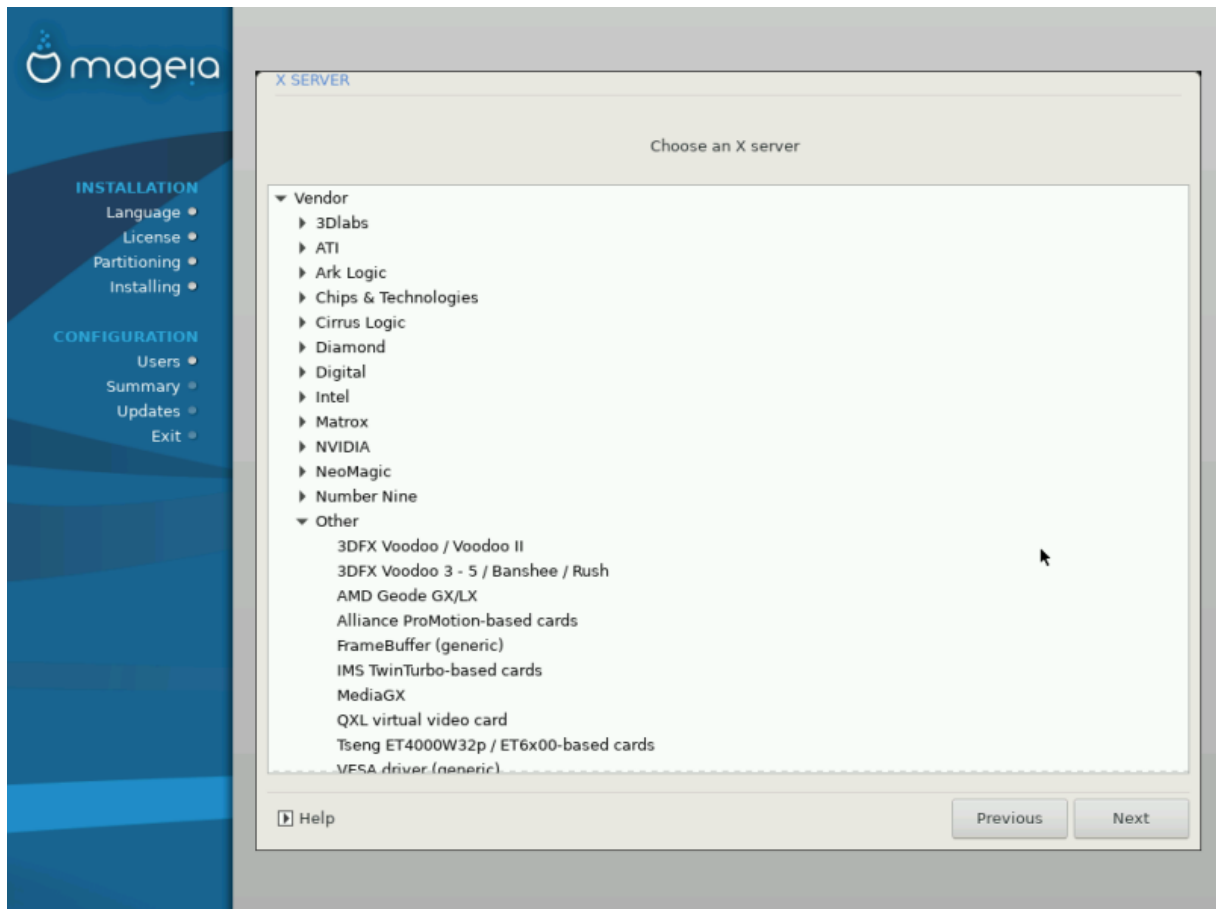 mageia
INSTALLATION
Language
License
Partitioning
Installing
CONFIGURATION
Users
Summary
Updates
Exit
X SERVER
Choose an X server
Vendor
3Dlabs
ATI
Ark Logic
Chips & Technologies
Cirrus Logic
Diamond
Digital
Intel
Matrox
NVIDIA
NeoMagic
Number Nine
Other
3DFX Voodoo / Voodoo II
3DFX Voodoo 3 - 5 / Banshee / Rush
AMD Geode GX/LX
Alliance ProMotion-based cards
FrameBuffer (generic)
IMS TwinTurbo-based cards
MediaGX
QXL virtual video card
Tseng ET4000W32p / ET6x00-based cards
VESA driver (generic)
Help
Previous
Next